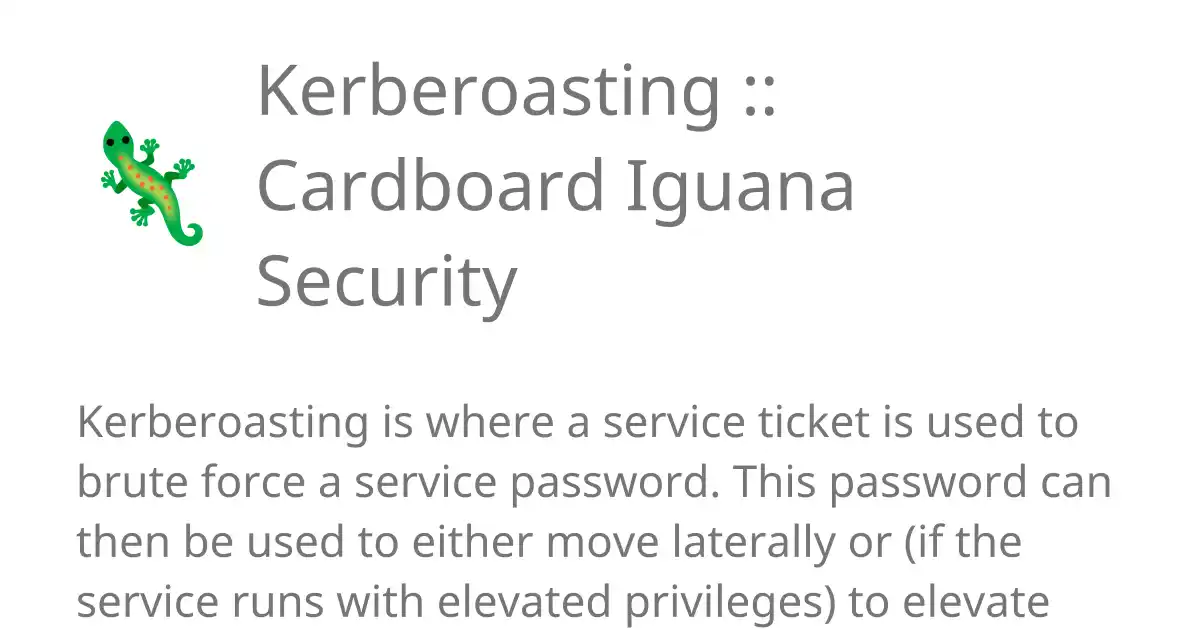 Kerberoasting ::
Cardboard Iguana
Security
Kerberoasting is where a service ticket is used to
brute force a service password. This password can
then be used to either move laterally or (if the
service runs with elevated privileges) to elevate